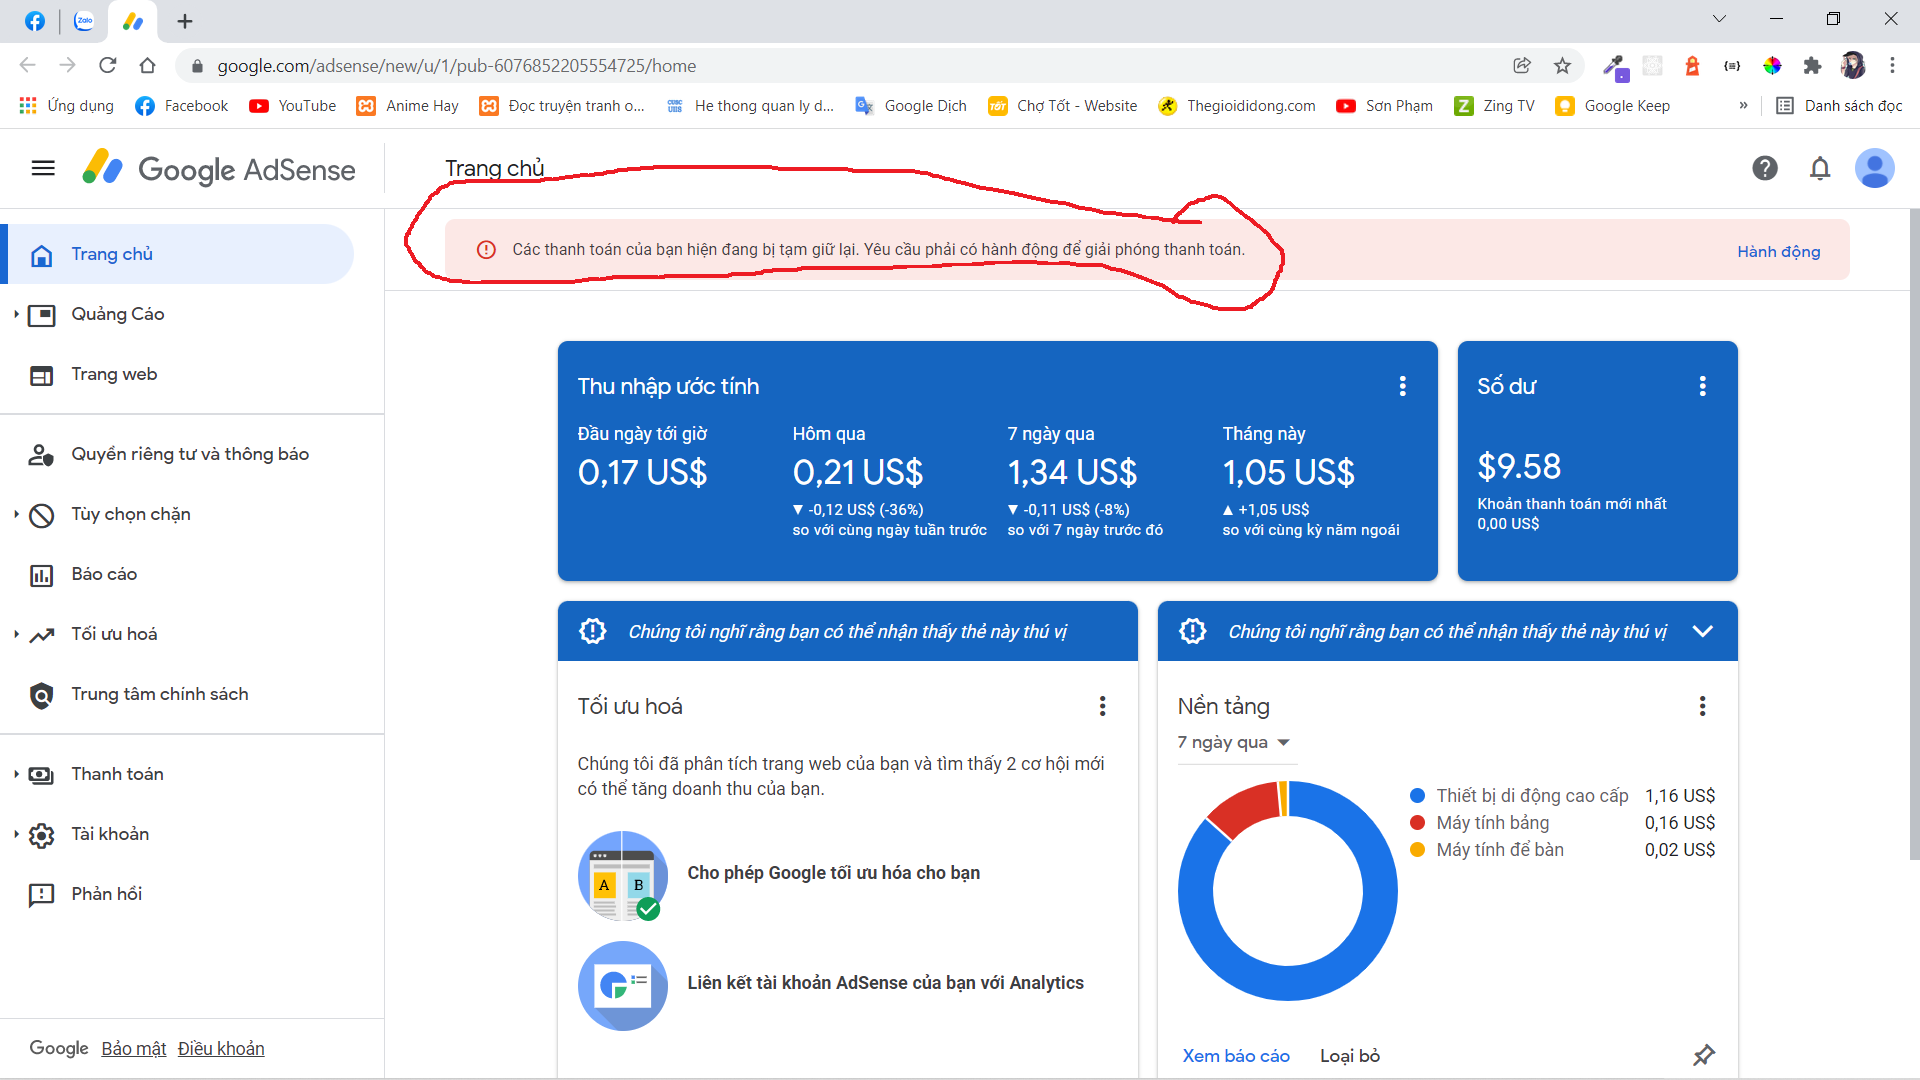 Zalo
google.com/adsense/new/u/1/pub-6076852205554725/home
Ứng dụng
Facebook
YouTube
Anime Hay
Đọc truyện tranh o...
He thong quan ly d...
Google Dịch
Chợ Tốt - Website
Thegioididong.com
Sơn Phạm
Zing TV
Google Keep
»
Danh sách đọc
Google AdSense
Trang chủ
Các thanh toán của bạn hiện đang bị tạm giữ lại. Yêu cầu phải có hành động để giải phóng thanh toán.
Hành động
Trang chủ
Quảng Cáo
Trang web
Quyền riêng tư và thông báo
Tùy chọn chặn
Báo cáo
Tối ưu hoá
Trung tâm chính sách
Thanh toán
Tài khoản
Phản hồi
Google Bảo mật Điều khoản
Thu nhập ước tính
Đầu ngày tới giờ
0,17 US$
Hôm qua
0,21 US$
▼ -0,12 US$ (-36%)
so với cùng ngày tuần trước
7 ngày qua
1,34 US$
▼ -0,11 US$ (-8%)
so với 7 ngày trước đó
Tháng này
1,05 US$
▲ +1,05 US$
so với cùng kỳ năm ngoái
Số dư
$9.58
Khoản thanh toán mới nhất
0,00 US$
Chúng tôi nghĩ rằng bạn có thể nhận thấy thẻ này thú vị
Tối ưu hoá
Chúng tôi đã phân tích trang web của bạn và tìm thấy 2 cơ hội mới
có thể tăng doanh thu của bạn.
A B
Cho phép Google tối ưu hóa cho bạn
Liên kết tài khoản AdSense của bạn với Analytics
Chúng tôi nghĩ rằng bạn có thể nhận thấy thẻ này thú vị
Nền tảng
7 ngày qua
Thiết bị di động cao cấp 1,16 US$
Máy tính bảng 0,16 US$
Máy tính để bàn 0,02 US$
Xem báo cáo
Loại bỏ